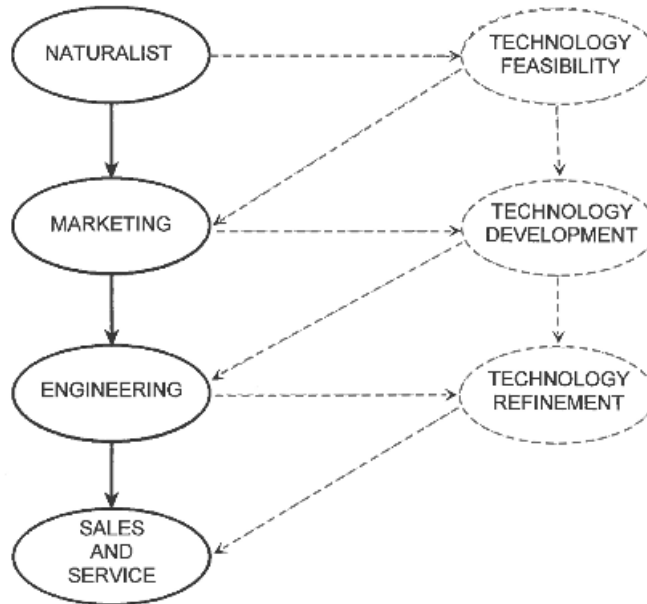 NATURALIST
TECHNOLOGY
FEASIBILITY
MARKETING
TECHNOLOGY
DEVELOPMENT
ENGINEERING
TECHNOLOGY
REFINEMENT
SALES
AND
SERVICE